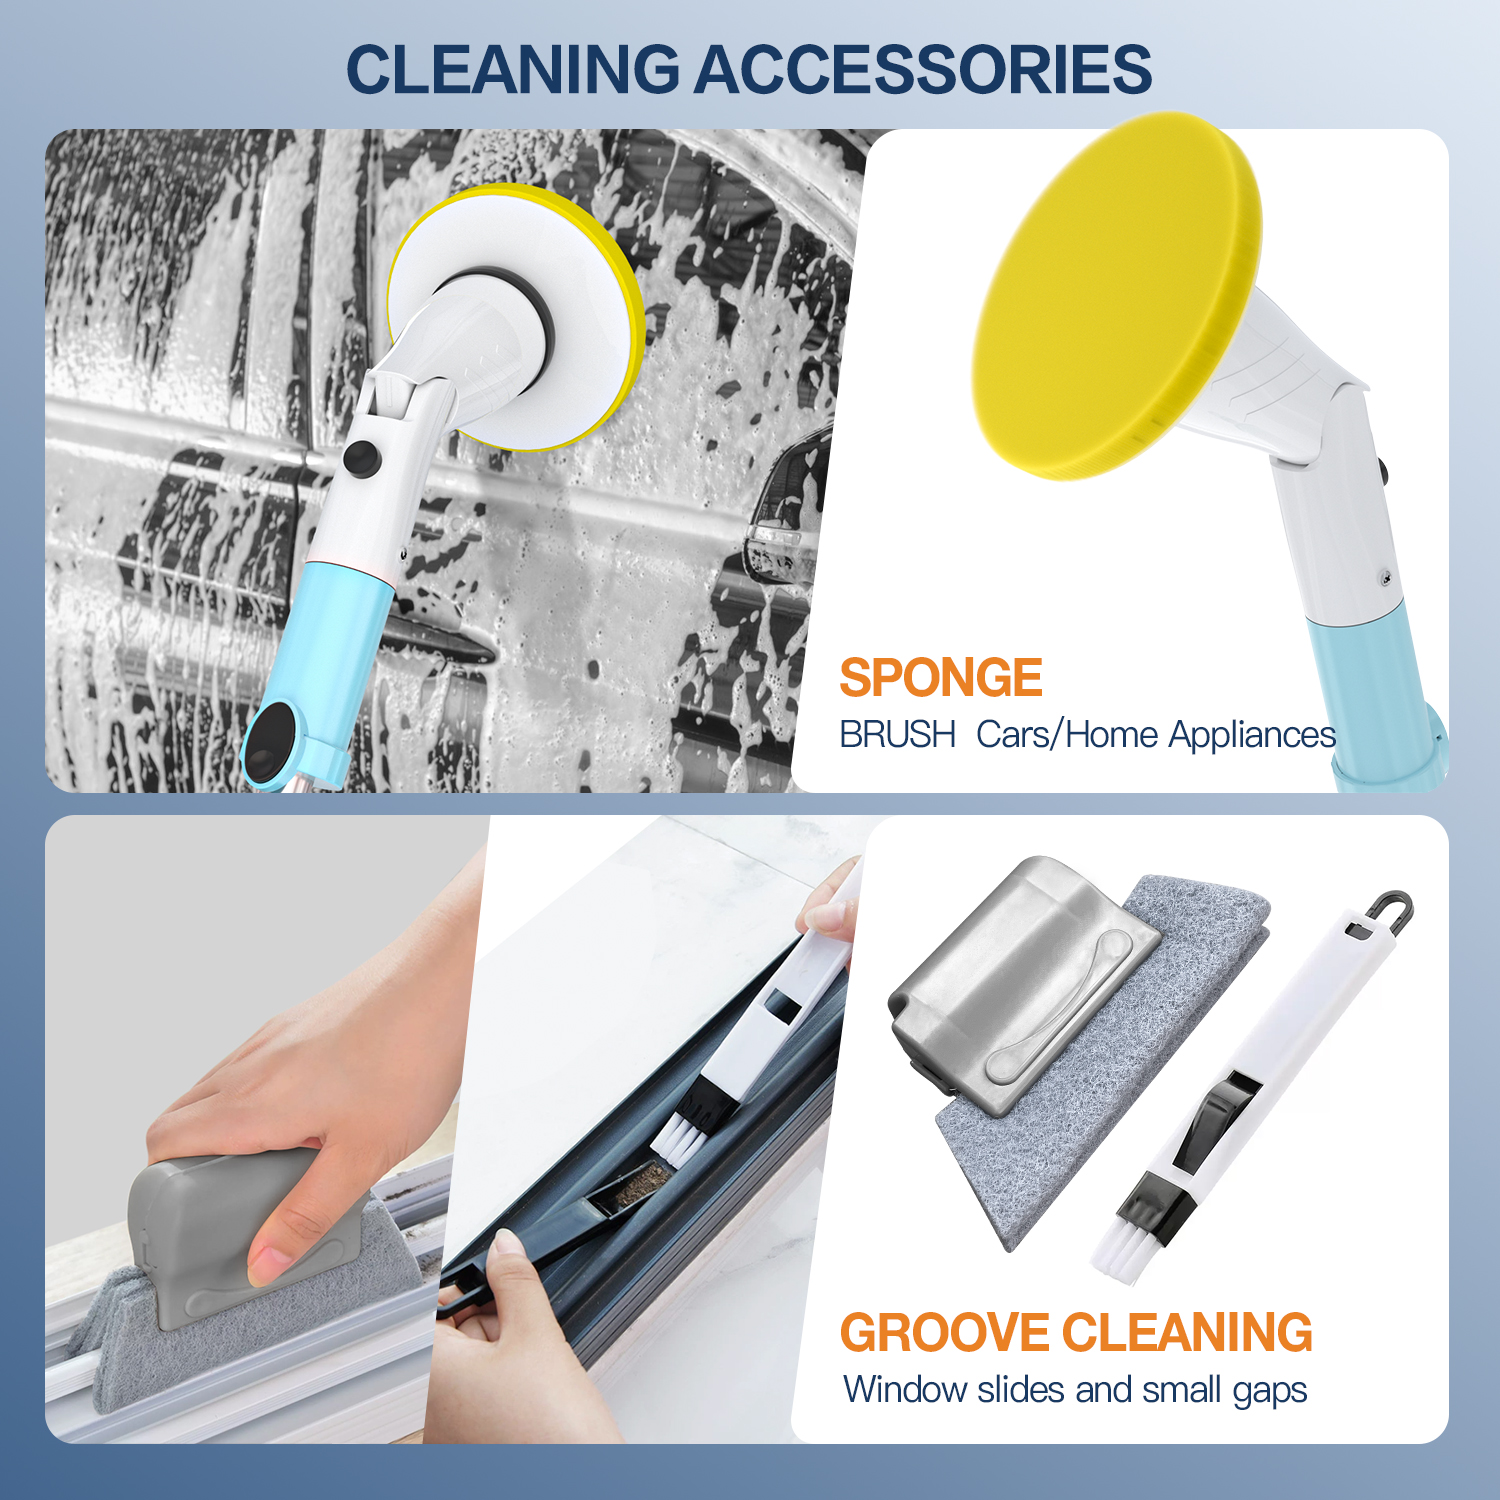 CLEANING ACCESSORIES
SPONGE
BRUSH  Cars/Home Appliances
GROOVE CLEANING
Window slides and small gaps